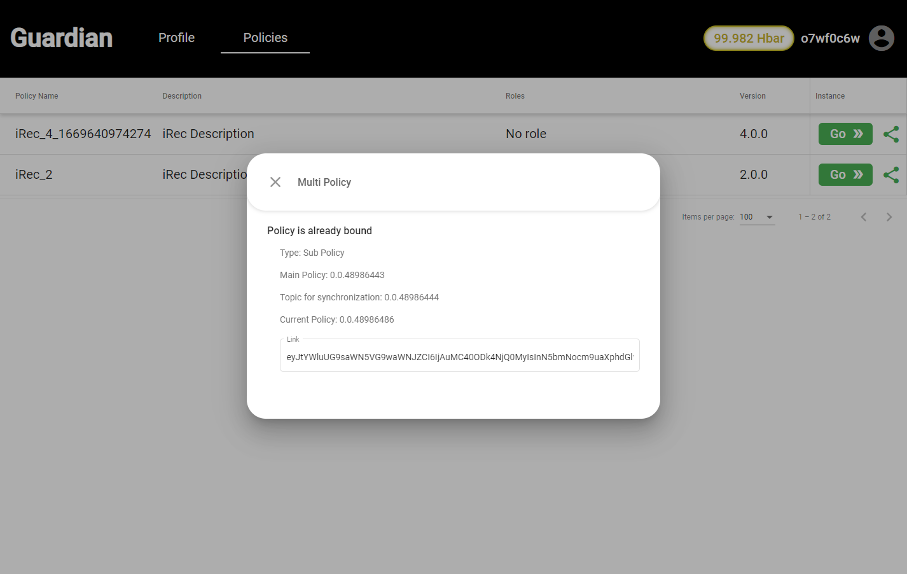 Guardian
Profile
Policies
99.982 Hbar
o7wf0c6w
Policy Name
Description
Roles
Version
Instance
iRec_4_1669640974274
iRec Description
No role
4.0.0
Go
iRec_2
iRec Descriptio
2.0.0
Go
Items per page:
100
1 – 2 of 2
Multi Policy
Policy is already bound
Type: Sub Policy
Main Policy: 0.0.48986443
Topic for synchronization: 0.0.48986444
Current Policy: 0.0.48986486
Link